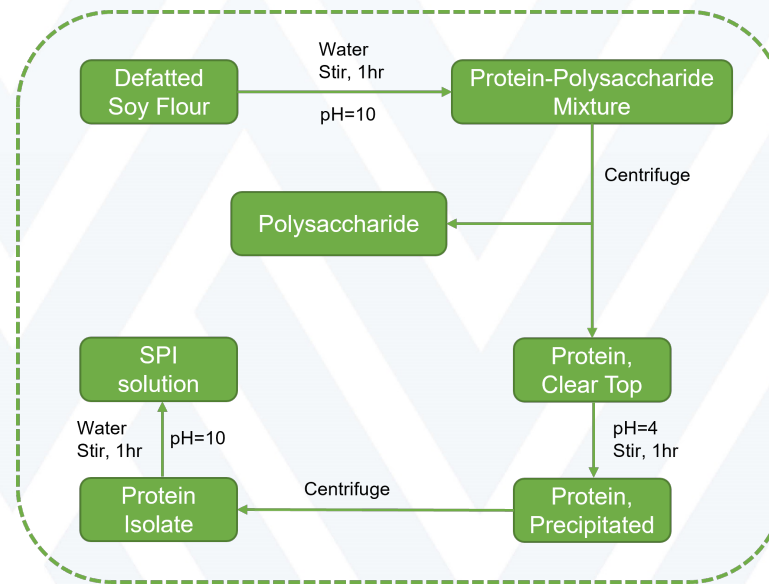 Defatted
Soy Flour
Water
Stir, 1hr
pH=10
Protein-Polysaccharide
Mixture
Centrifuge
Polysaccharide
Protein,
Clear Top
pH=4
Stir, 1hr
Protein,
Precipitated
Centrifuge
Protein
Isolate
Water
Stir, 1hr
pH=10
SPI
solution